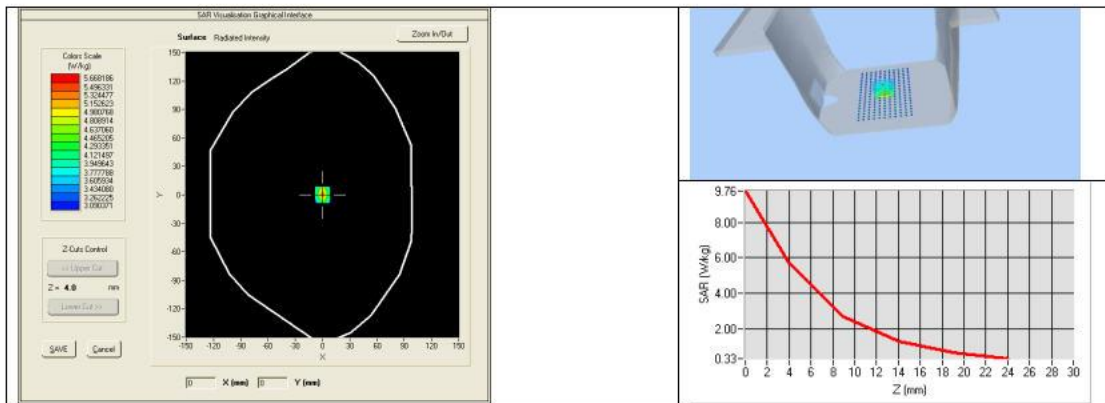 SAR Visualisation Graphical Interface
Surface Radiated Intensity
Zoom In/Out
Colors Scale
(W/kg)
5.668186
5.496331
5.324477
5.152623
4.980768
4.808914
4.637060
4.465205
4.293351
4.121497
3.949643
3.777788
3.605934
3.434080
3.262225
3.090371
Z-Cuts Control
<< Upper Cut
Z = 4.0 mm
Lower Cut >>
SAVE Cancel
150
120
90
60
30
0
-30
-60
-90
-120
-150
Y
-150 -120 -90 -60 -30 0 30 60 90 120 150
X
0 X (mm) 0 Y (mm)
9.76
8.00
6.00
4.00
2.00
0.33
SAR (W/kg)
0 2 4 6 8 10 12 14 16 18 20 22 24 26 28 30
Z (mm)